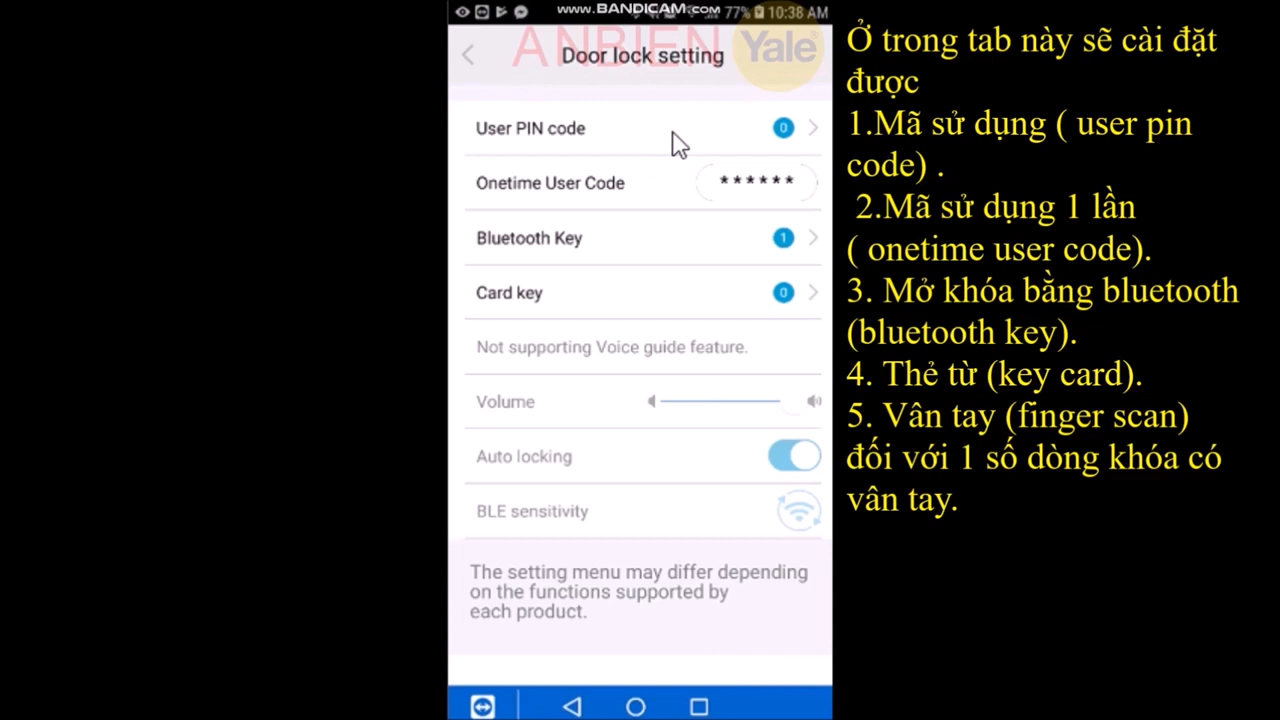 www.BANDICAM.com
77% 10:38 AM
ANBIEN
Yale
Door lock setting
User PIN code 0
Onetime User Code ******
Bluetooth Key 1
Card key 0
Not supporting Voice guide feature.
Volume
Auto locking
BLE sensitivity
The setting menu may differ depending
on the functions supported by
each product.
Ở trong tab này sẽ cài đặt
được
1.Mã sử dụng ( user pin
code) .
2.Mã sử dụng 1 lần
( onetime user code).
3. Mở khóa bằng bluetooth
(bluetooth key).
4. Thẻ từ (key card).
5. Vân tay (finger scan)
đối với 1 số dòng khóa có
vân tay.